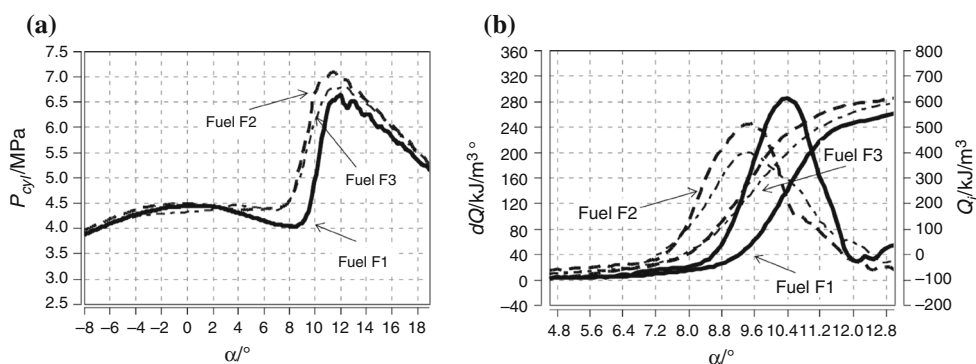 (a)
7.5
7.0
6.5
6.0
5.5
5.0
4.5
4.0
3.5
3.0
2.5
P_cyl/MPa
Fuel F2
Fuel F3
Fuel F1
−8 −6 −4 −2 0 2 4 6 8 10 12 14 16 18
α/°
(b)
360
320
280
240
200
160
120
80
40
0
−40
dQ/kJ/m³ °
Fuel F2
Fuel F3
Fuel F1
4.8 5.6 6.4 7.2 8.0 8.8 9.6 10.4 11.2 12.0 12.8
α/°
800
700
600
500
400
300
200
100
0
−100
−200
/kJ/m³